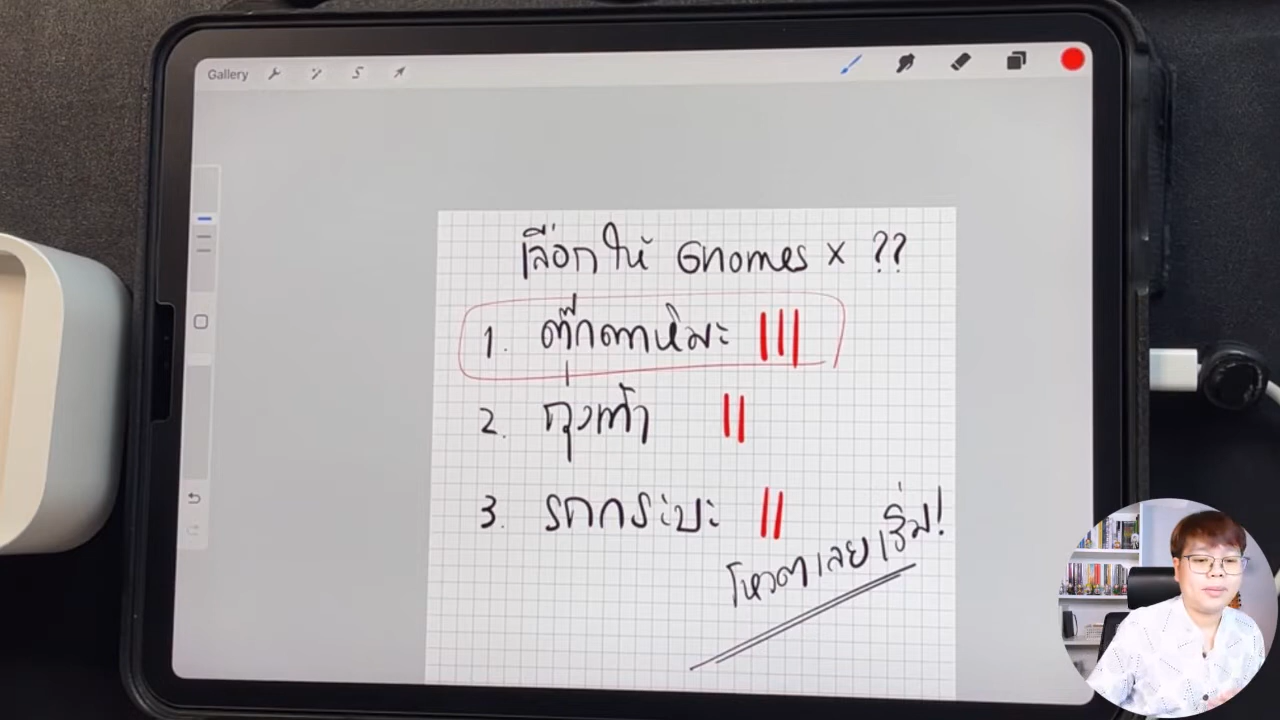 Gallery
เลือกให้ Gnomes x ??
1. ตุ๊กตาหิมะ |||
2. ถุงเท้า ||
3. รถกระบะ ||
โหวตเลยเริ่ม!